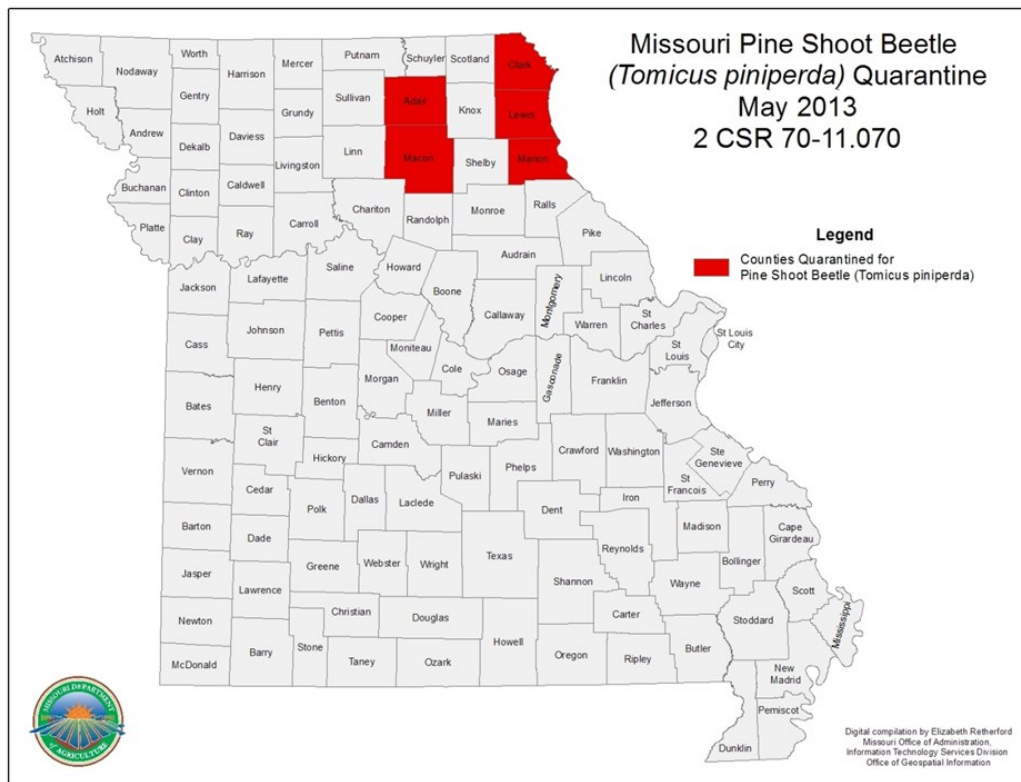 Missouri Pine Shoot Beetle
(Tomicus piniperda) Quarantine
May 2013
2 CSR 70-11.070
Legend
Counties Quarantined for
Pine Shoot Beetle (Tomicus piniperda)
Atchison
Nodaway
Worth
Harrison
Mercer
Putnam
Schuyler
Scotland
Clark
Holt
Gentry
Andrew
Dekalb
Daviess
Grundy
Sullivan
Adair
Knox
Lewis
Buchanan
Clinton
Caldwell
Livingston
Linn
Macon
Shelby
Marion
Platte
Clay
Ray
Carroll
Chariton
Randolph
Monroe
Ralls
Pike
Audrain
Jackson
Lafayette
Saline
Howard
Boone
Callaway
Montgomery
Lincoln
Warren
St
Charles
St Louis
City
St
Louis
Cass
Johnson
Pettis
Cooper
Moniteau
Cole
Osage
Gasconade
Franklin
Jefferson
Bates
Henry
Benton
Morgan
Miller
Maries
Vernon
St
Clair
Hickory
Camden
Pulaski
Phelps
Crawford
Washington
Ste
Genevieve
St
Francois
Perry
Cedar
Polk
Dallas
Laclede
Dent
Iron
Madison
Cape
Girardeau
Barton
Dade
Greene
Webster
Wright
Texas
Shannon
Reynolds
Bollinger
Wayne
Scott
Jasper
Lawrence
Christian
Douglas
Howell
Carter
Stoddard
Mississippi
Newton
McDonald
Barry
Stone
Taney
Ozark
Oregon
Ripley
Butler
New
Madrid
Pemiscot
Dunklin
MISSOURI DEPARTMENT
of AGRICULTURE
Digital compilation by Elizabeth Retherford
Missouri Office of Administration,
Information Technology Services Division
Office of Geospatial Information